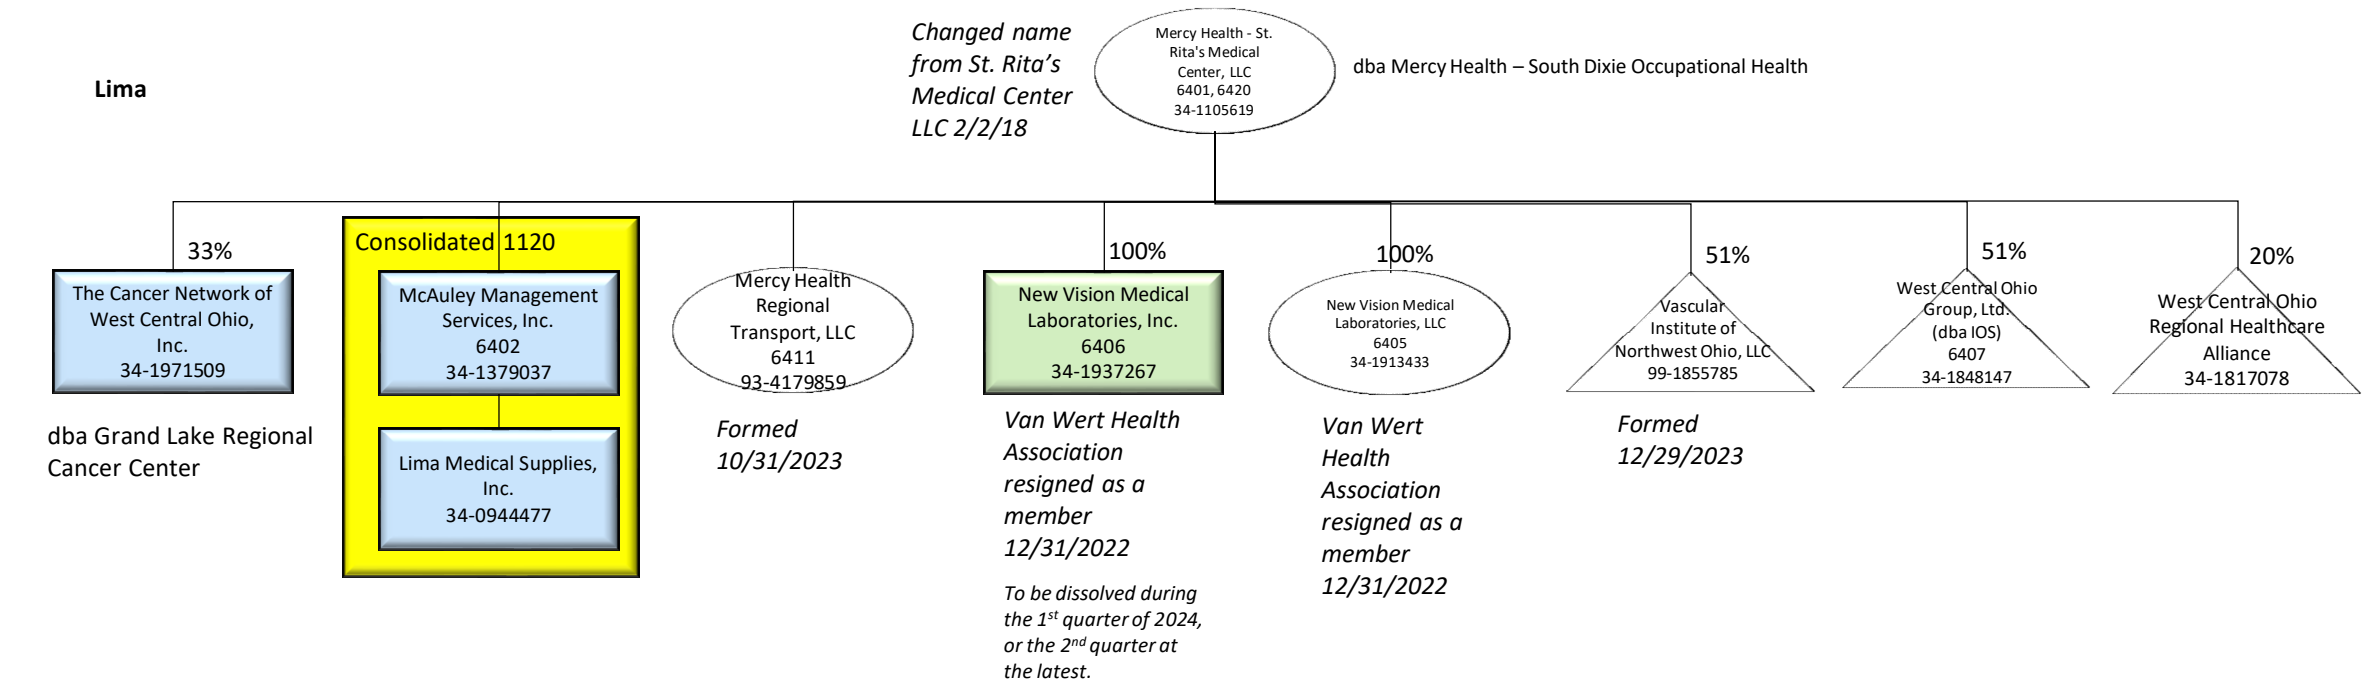 Lima
Changed name
from St. Rita’s
Medical Center
LLC 2/2/18
Mercy Health - St.
Rita's Medical
Center, LLC
6401, 6420
34-1105619
dba Mercy Health – South Dixie Occupational Health
33%
The Cancer Network of
West Central Ohio,
Inc.
34-1971509
dba Grand Lake Regional
Cancer Center
Consolidated 1120
McAuley Management
Services, Inc.
6402
34-1379037
Lima Medical Supplies,
Inc.
34-0944477
Mercy Health
Regional
Transport, LLC
6411
93-4179859
Formed
10/31/2023
100%
New Vision Medical
Laboratories, Inc.
6406
34-1937267
Van Wert Health
Association
resigned as a
member
12/31/2022
To be dissolved during
the 1st quarter of 2024,
or the 2nd quarter at
the latest.
100%
New Vision Medical
Laboratories, LLC
6405
34-1913433
Van Wert
Health
Association
resigned as a
member
12/31/2022
51%
Vascular
Institute of
Northwest Ohio, LLC
99-1855785
Formed
12/29/2023
51%
West Central Ohio
Group, Ltd.
(dba IOS)
6407
34-1848147
20%
West Central Ohio
Regional Healthcare
Alliance
34-1817078